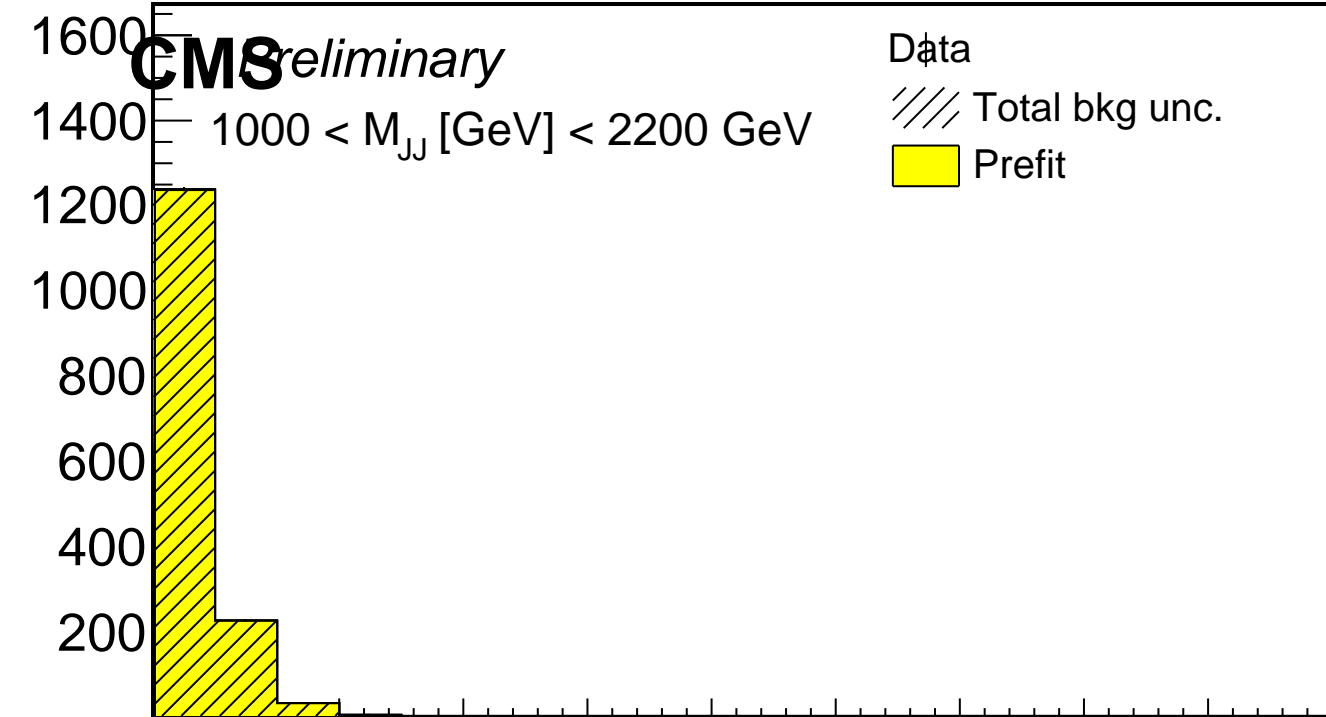 CMS Preliminary
1000 < M_JJ [GeV] < 2200 GeV
Data
Total bkg unc.
Prefit
1600
1400
1200
1000
800
600
400
200